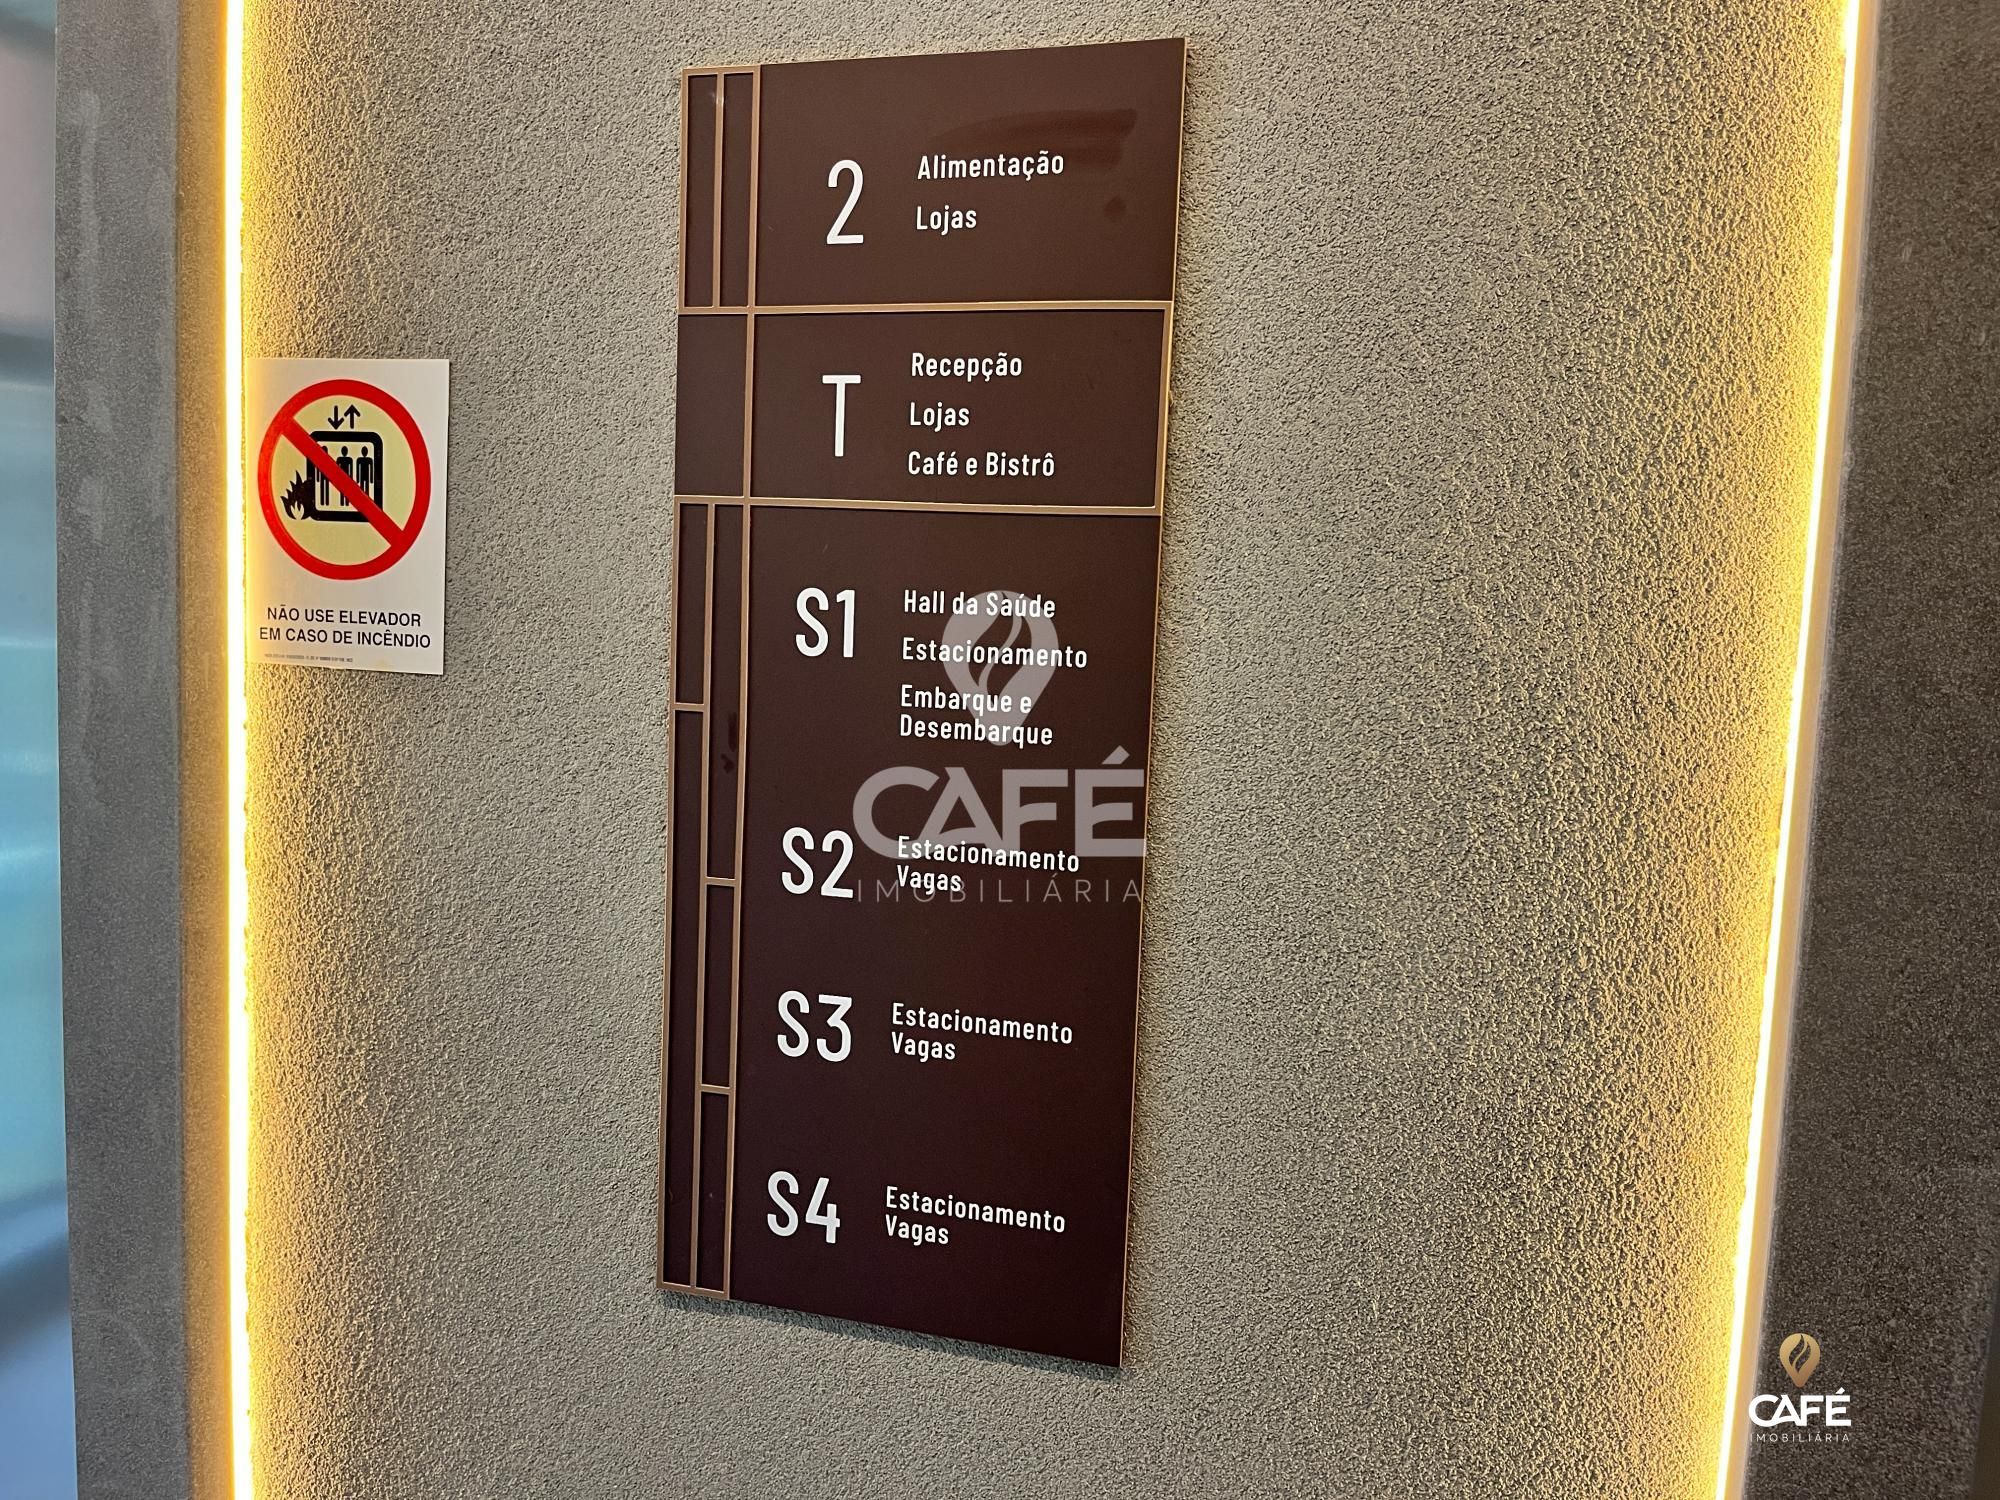 2
Alimentação
Lojas
T
Recepção
Lojas
Café e Bistrô
NÃO USE ELEVADOR
EM CASO DE INCÊNDIO
S1
Hall da Saúde
Estacionamento
Embarque e
Desembarque
CAFÉ
IMOBILIÁRIA
S2
Estacionamento
Vagas
S3
Estacionamento
Vagas
S4
Estacionamento
Vagas
CAFÉ
IMOBILIÁRIA